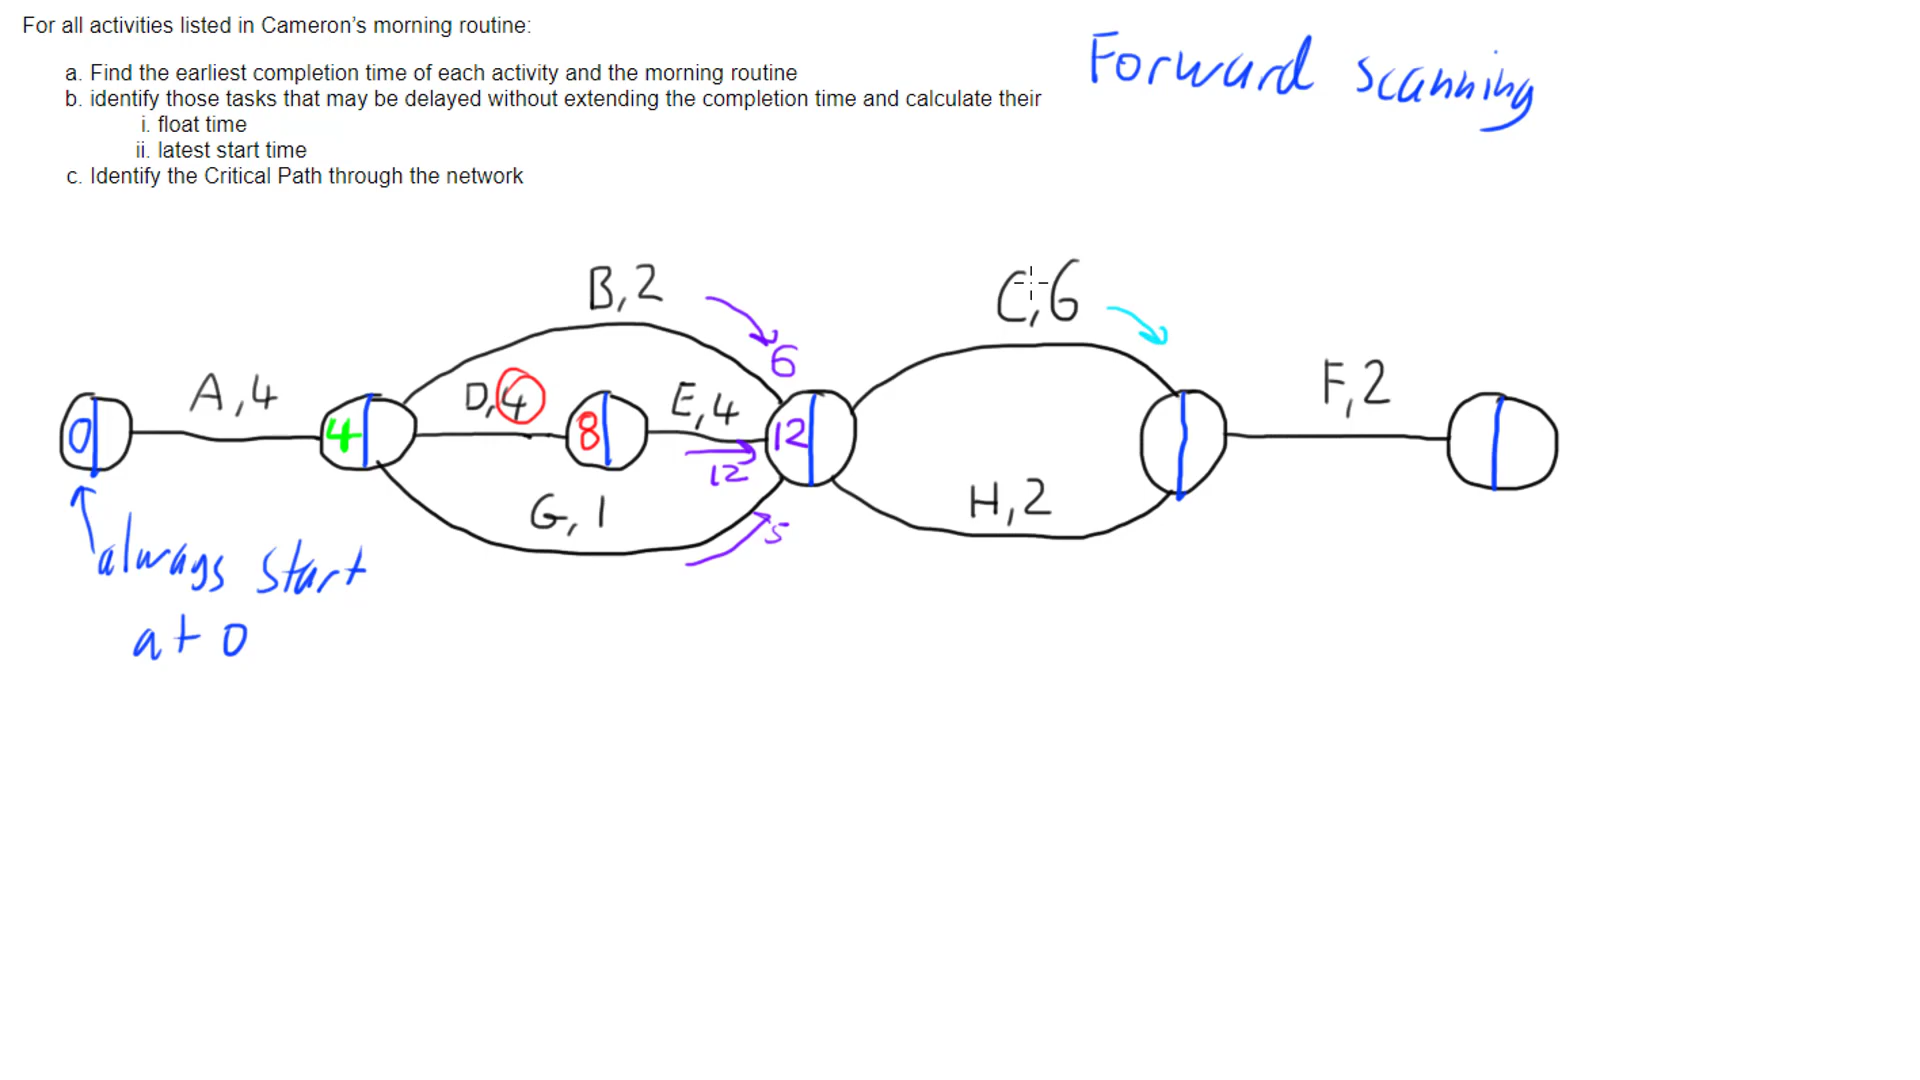 For all activities listed in Cameron's morning routine:
a. Find the earliest completion time of each activity and the morning routine
b. identify those tasks that may be delayed without extending the completion time and calculate their
i. float time
ii. latest start time
c. Identify the Critical Path through the network
Forward scanning
B,2
C,6
6
A,4
D,4
E,4
F,2
0
4
8
12
12
G,1
5
H,2
always start
at 0